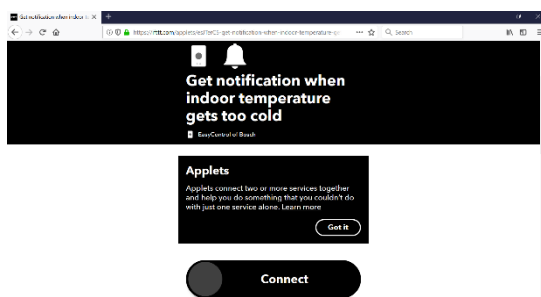 Get notification when indoor t
https://ifttt.com/applets/
Search
Get notification when
indoor temperature
gets too cold
EasyControl of Bosch
Applets
Applets connect two or more services together
and help you do something that you couldn't do
with just one service alone. Learn more
Got it
Connect